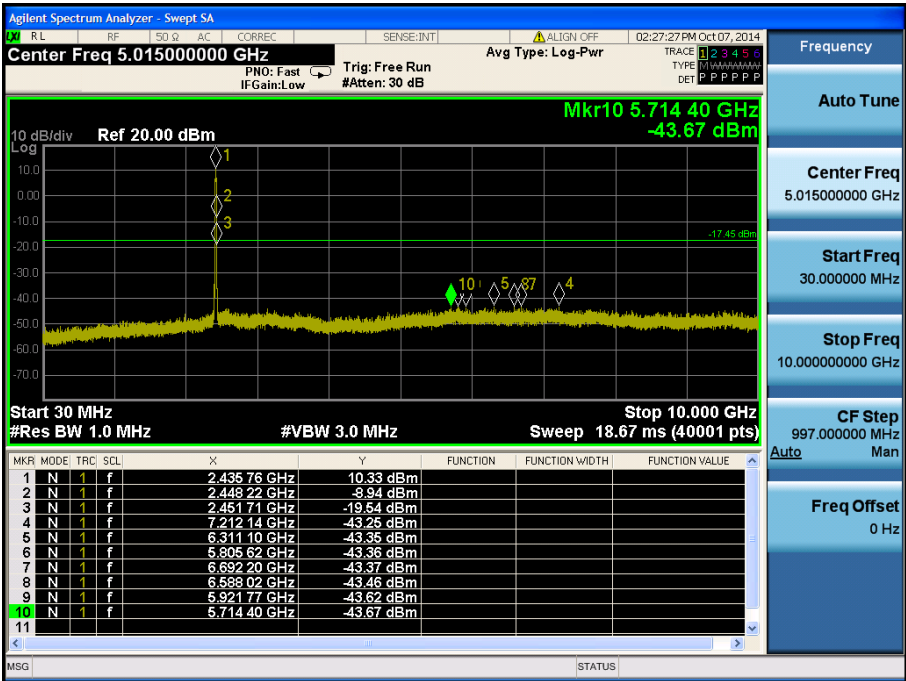 Agilent Spectrum Analyzer - Swept SA
LXI RL RF 50 Ω AC CORREC SENSE:INT ALIGN OFF 02:27:27 PM Oct 07, 2014
Center Freq 5.015000000 GHz
PNO: Fast
IFGain:Low
Trig: Free Run
#Atten: 30 dB
Avg Type: Log-Pwr
TRACE 1 2 3 4 5 6
TYPE M WWWWW
DET P P P P P P
Mkr10 5.714 40 GHz
-43.67 dBm
10 dB/div Ref 20.00 dBm
Log
10.0
0.00
-10.0
-20.0
-30.0
-40.0
-50.0
-60.0
-70.0
1
2
3
-17.45 dBm
10 5 8 7 4
Start 30 MHz Stop 10.000 GHz
#Res BW 1.0 MHz #VBW 3.0 MHz Sweep 18.67 ms (40001 pts)
MKR MODE TRC SCL X Y FUNCTION FUNCTION WIDTH FUNCTION VALUE
1 N 1 f 2.435 76 GHz 10.33 dBm
2 N 1 f 2.448 22 GHz -8.94 dBm
3 N 1 f 2.451 71 GHz -19.54 dBm
4 N 1 f 7.212 14 GHz -43.25 dBm
5 N 1 f 6.311 10 GHz -43.35 dBm
6 N 1 f 5.805 62 GHz -43.36 dBm
7 N 1 f 6.692 20 GHz -43.37 dBm
8 N 1 f 6.588 02 GHz -43.46 dBm
9 N 1 f 5.921 77 GHz -43.62 dBm
10 N 1 f 5.714 40 GHz -43.67 dBm
11
MSG STATUS
Frequency
Auto Tune
Center Freq
5.015000000 GHz
Start Freq
30.000000 MHz
Stop Freq
10.000000000 GHz
CF Step
997.000000 MHz
Auto Man
Freq Offset
0 Hz